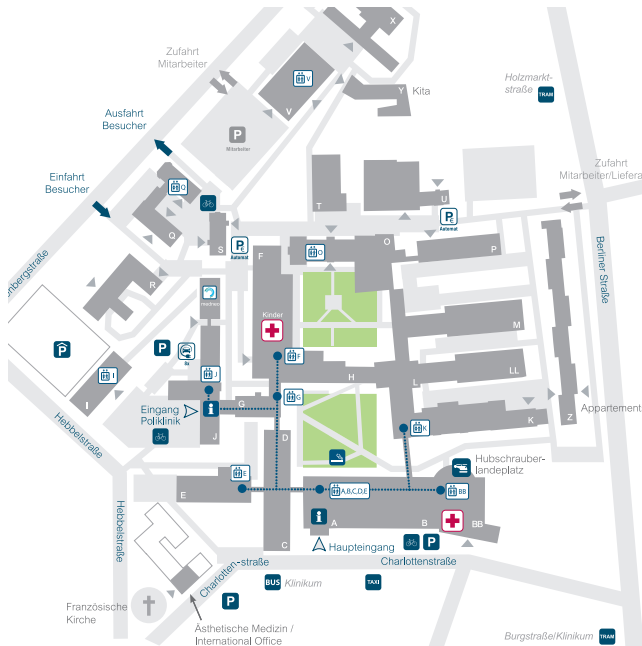 X
Zufahrt
Mitarbeiter
V
V
Y
Kita
Holzmarkt-
straße
TRAM
Ausfahrt
Besucher
P
Mitarbeiter
Zufahrt
Mitarbeiter/Liefera
Einfahrt
Besucher
Q
Q
T
U
P€
Automat
S
P€
Automat
F
O
O
P
nbergstraße
Berliner Straße
R
Kinder
M
P
P
F
H
J
I
I
L
LL
G
G
Eingang
Poliklinik
i
K
K
Z
Appartement
J
D
Hebbelstraße
Hubschrauber-
landeplatz
E
E
A,B,C,D,E
BB
Hebbelstraße
i
A
B
BB
C
P
Haupteingang
Charlotten-straße
Charlottenstraße
BUS
Klinikum
TAXI
Französische
Kirche
P
Ästhetische Medizin /
International Office
Burgstraße/Klinikum
TRAM